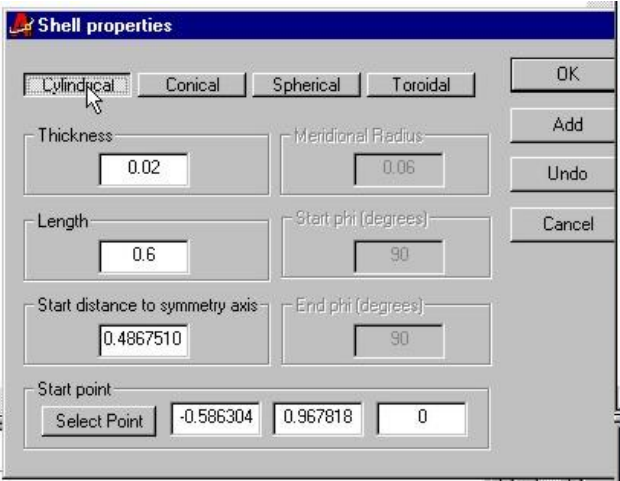 Shell properties
Cylindrical Conical Spherical Toroidal OK
Thickness Meridional Radius Add
0.02 0.06 Undo
Length Start phi (degrees) Cancel
0.6 90
Start distance to symmetry axis End phi (degrees)
0.4867510 90
Start point
Select Point -0.586304 0.967818 0